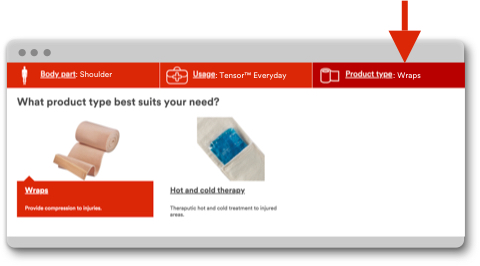 Body part: Shoulder
Usage: Tensor™ Everyday
Product type: Wraps
What product type best suits your need?
Wraps
Provide compression to injuries.
Hot and cold therapy
Theraputic hot and cold treatment to injured
areas.